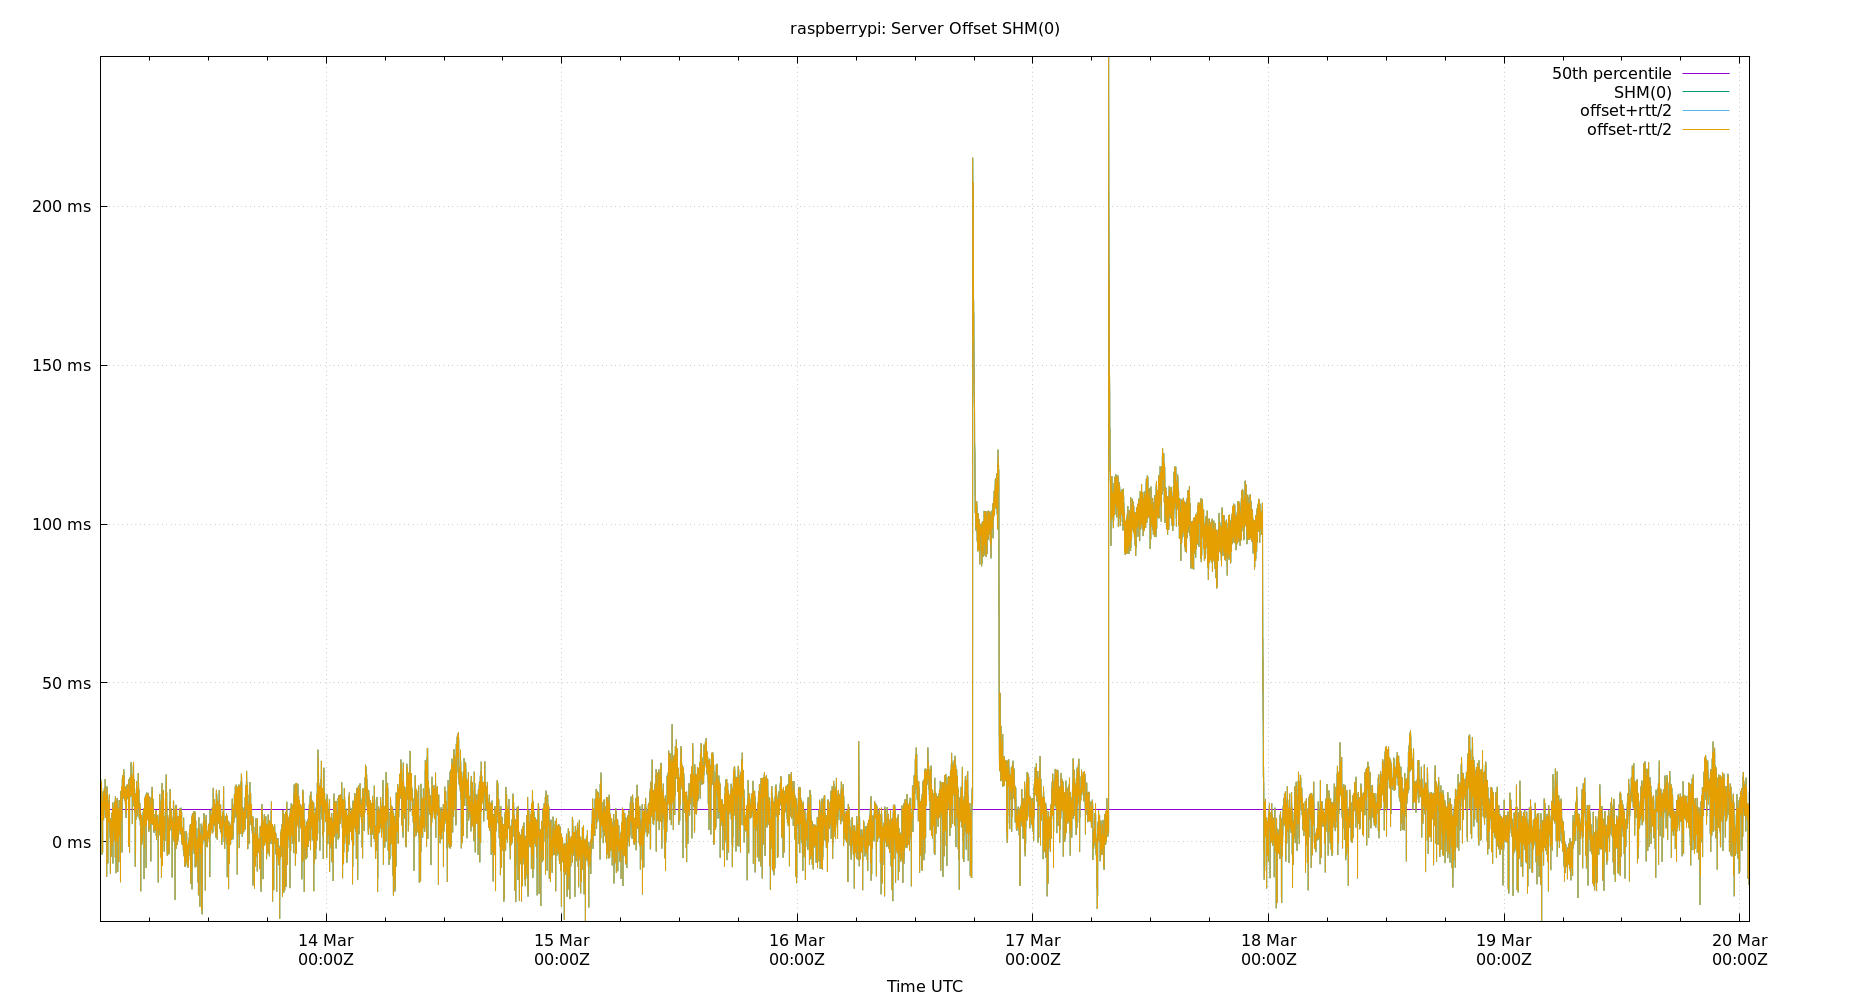 raspberrypi: Server Offset SHM(0)
50th percentile
SHM(0)
offset+rtt/2
offset-rtt/2
200 ms
150 ms
100 ms
50 ms
0 ms
14 Mar 15 Mar 16 Mar 17 Mar 18 Mar 19 Mar 20 Mar
00:00Z 00:00Z 00:00Z 00:00Z 00:00Z 00:00Z 00:00Z
Time UTC